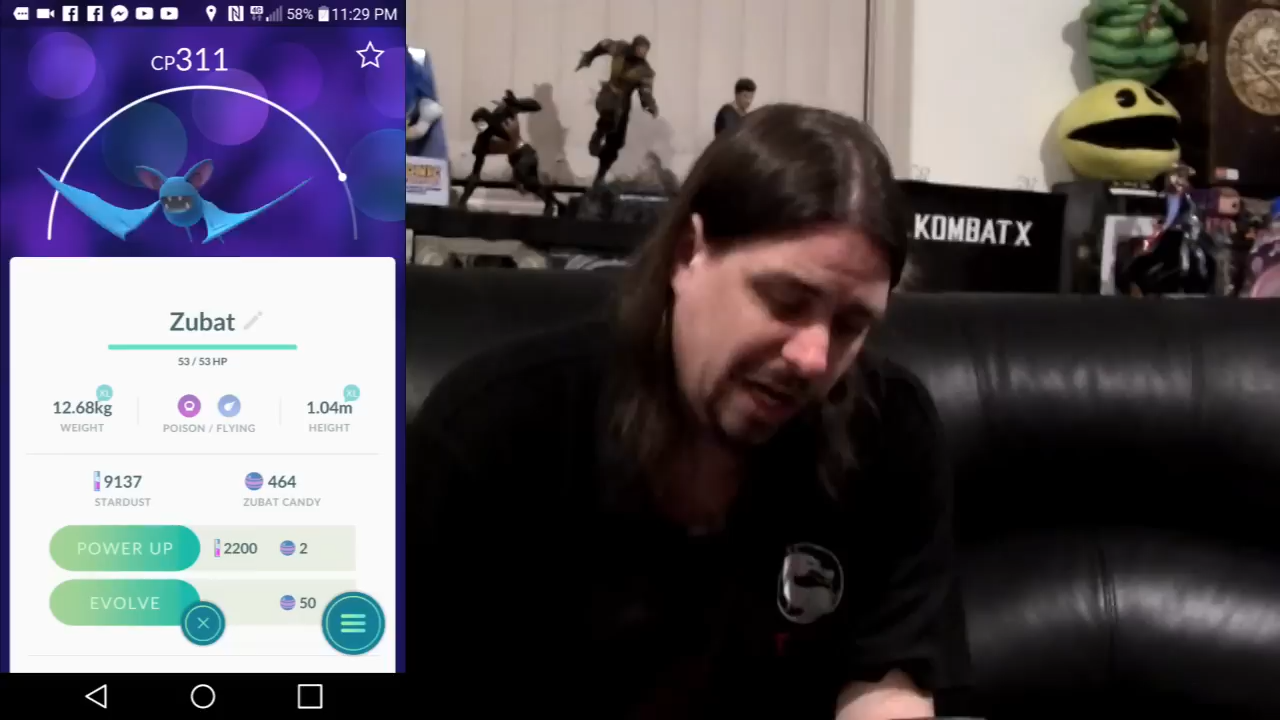 4G 58% 11:29 PM
CP311
Zubat
53 / 53 HP
XL XL
12.68kg 1.04m
WEIGHT POISON / FLYING HEIGHT
9137 464
STARDUST ZUBAT CANDY
POWER UP 2200 2
EVOLVE 50
KOMBAT X